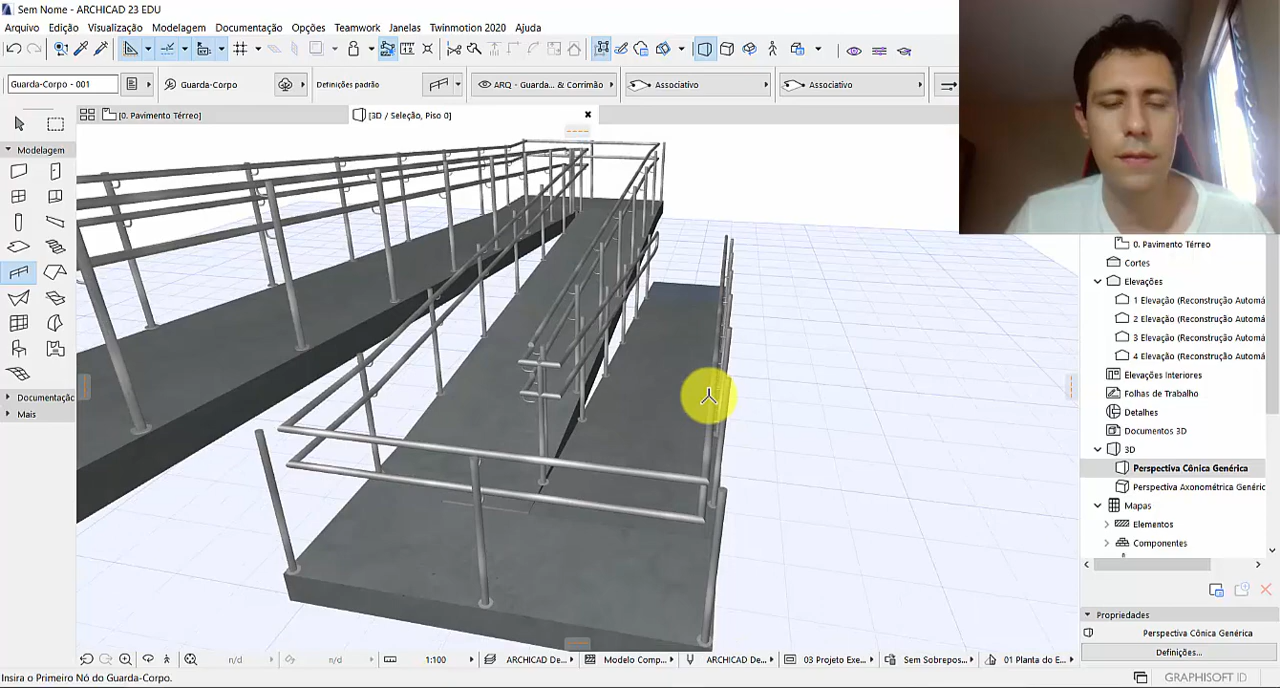 Sem Nome - ARCHICAD 23 EDU
Arquivo Edição Visualização Modelagem Documentação Opções Teamwork Janelas Twinmotion 2020 Ajuda
Guarda-Corpo - 001 Guarda-Corpo Definições padrão ARQ - Guarda... & Corrimão Associativo Associativo
[0. Pavimento Térreo] [3D / Seleção, Piso 0]
Modelagem
Documentação
Mais
0. Pavimento Térreo
Cortes
Elevações
1 Elevação (Reconstrução Automá
2 Elevação (Reconstrução Automá
3 Elevação (Reconstrução Automá
4 Elevação (Reconstrução Automá
Elevações Interiores
Folhas de Trabalho
Detalhes
Documentos 3D
3D
Perspectiva Cônica Genérica
Perspectiva Axonométrica Genéric
Mapas
Elementos
Componentes
Propriedades
Perspectiva Cônica Genérica
Definições...
n/d n/d 1:100 ARCHICAD De... Modelo Comp... ARCHICAD De... 03 Projeto Exe... Sem Sobrepos... 01 Planta do E...
Insira o Primeiro Nó do Guarda-Corpo.
GRAPHISOFT ID